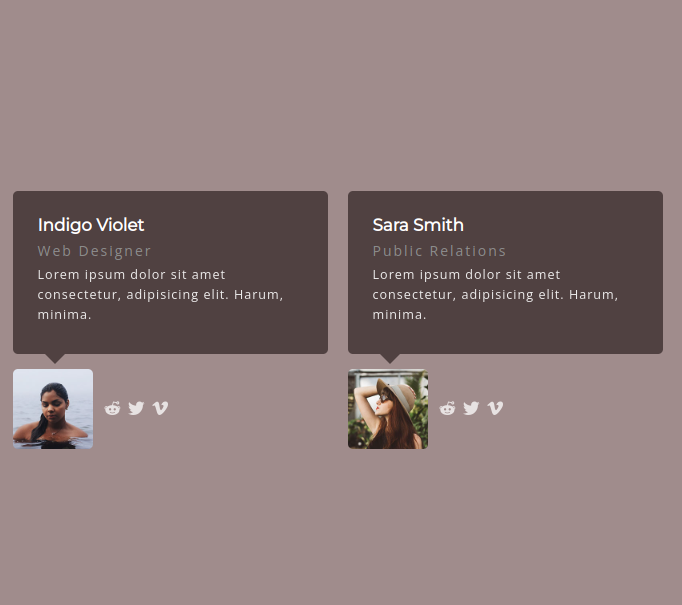 Indigo Violet
Web Designer
Lorem ipsum dolor sit amet
consectetur, adipisicing elit. Harum,
minima.
Sara Smith
Public Relations
Lorem ipsum dolor sit amet
consectetur, adipisicing elit. Harum,
minima.